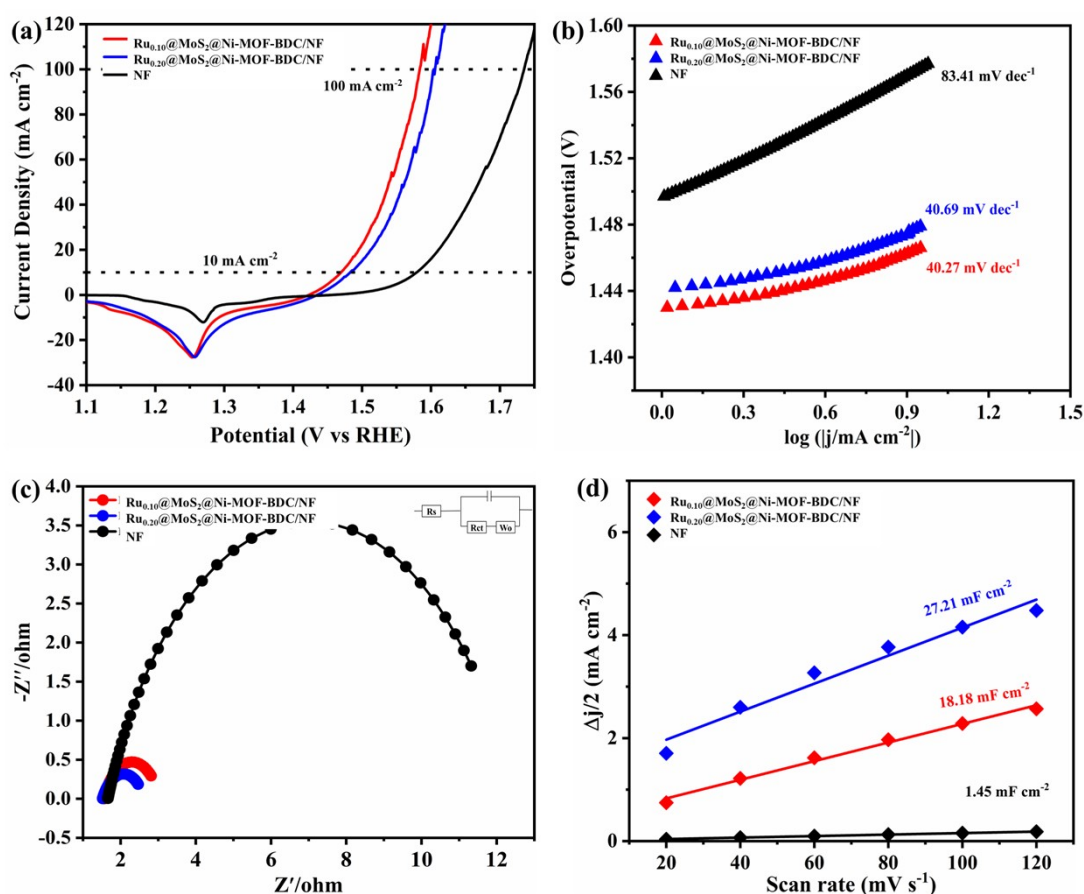 (a)
Ru0.10@MoS2@Ni-MOF-BDC/NF
Ru0.20@MoS2@Ni-MOF-BDC/NF
NF
100 mA cm-2
10 mA cm-2
Current Density (mA cm-2)
120
100
80
60
40
20
0
-20
-40
1.1 1.2 1.3 1.4 1.5 1.6 1.7
Potential (V vs RHE)
(b)
Ru0.10@MoS2@Ni-MOF-BDC/NF
Ru0.20@MoS2@Ni-MOF-BDC/NF
NF
83.41 mV dec-1
40.69 mV dec-1
40.27 mV dec-1
Overpotential (V)
1.56
1.52
1.48
1.44
1.40
0.0 0.3 0.6 0.9 1.2 1.5
log (|j/mA cm-2|)
(c)
Ru0.10@MoS2@Ni-MOF-BDC/NF
Ru0.20@MoS2@Ni-MOF-BDC/NF
NF
Rs
Rct
Wo
-Z''/ohm
4.0
3.5
3.0
2.5
2.0
1.5
1.0
0.5
0.0
-0.5
2 4 6 8 10 12
Z'/ohm
(d)
Ru0.10@MoS2@Ni-MOF-BDC/NF
Ru0.20@MoS2@Ni-MOF-BDC/NF
NF
27.21 mF cm-2
18.18 mF cm-2
1.45 mF cm-2
Δj/2 (mA cm-2)
6
4
2
0
20 40 60 80 100 120
Scan rate (mV s-1)